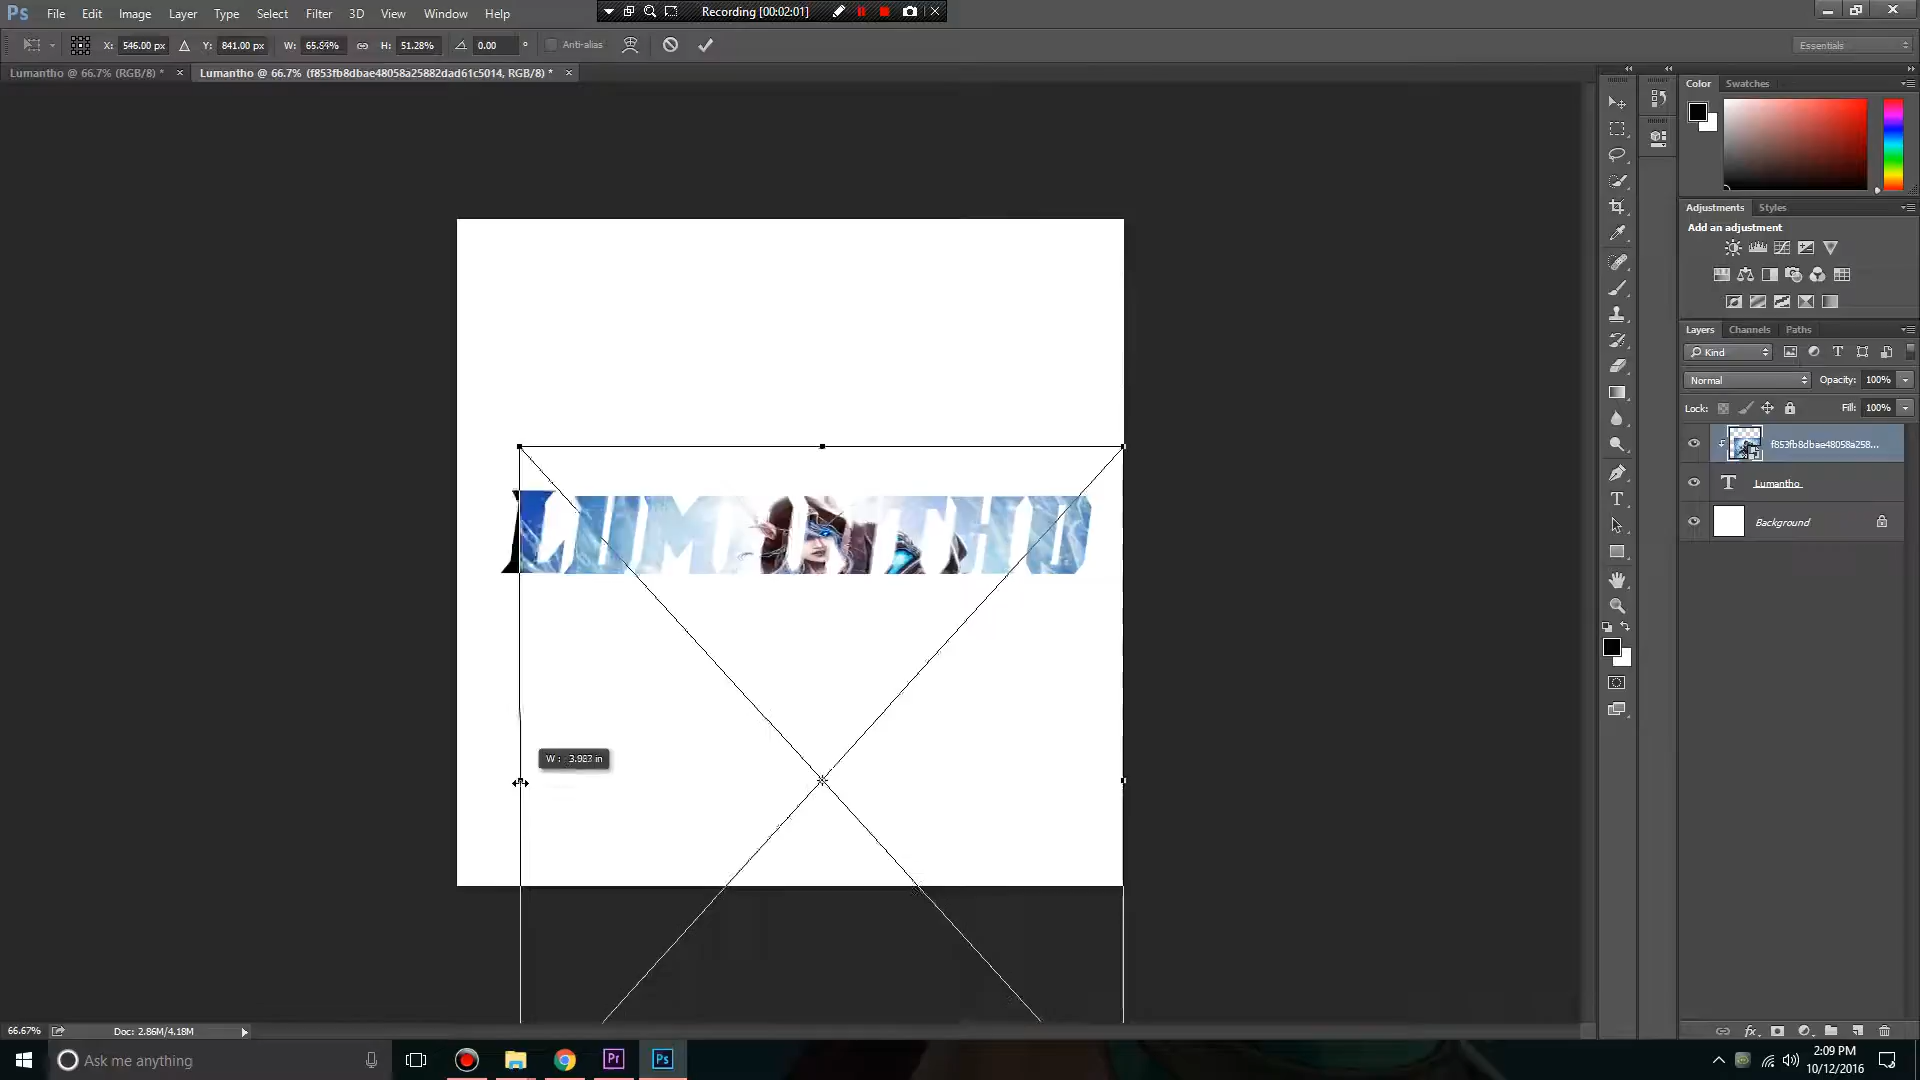 Ps File Edit Image Layer Type Select Filter 3D View Window Help
Recording [00:02:01]
X: 546.00 px Y: 841.00 px W: H: 51.28% 0.00 ° Anti-alias
Essentials
Lumantho @ 66.7% (RGB/8) * ×
Lumantho @ 66.7% (f853fb8dbae48058a25882dad61c5014, RGB/8) * ×
Color Swatches
Adjustments Styles
Add an adjustment
Layers Channels Paths
Kind
Normal Opacity: 100%
Lock: Fill: 100%
f853fb8dbae48058a258...
T Lumantho
Background
LUMANTHO
W : 3.987 in
66.67% Doc: 2.86M/4.18M
Ask me anything
Pr Ps
2:09 PM
10/12/2016